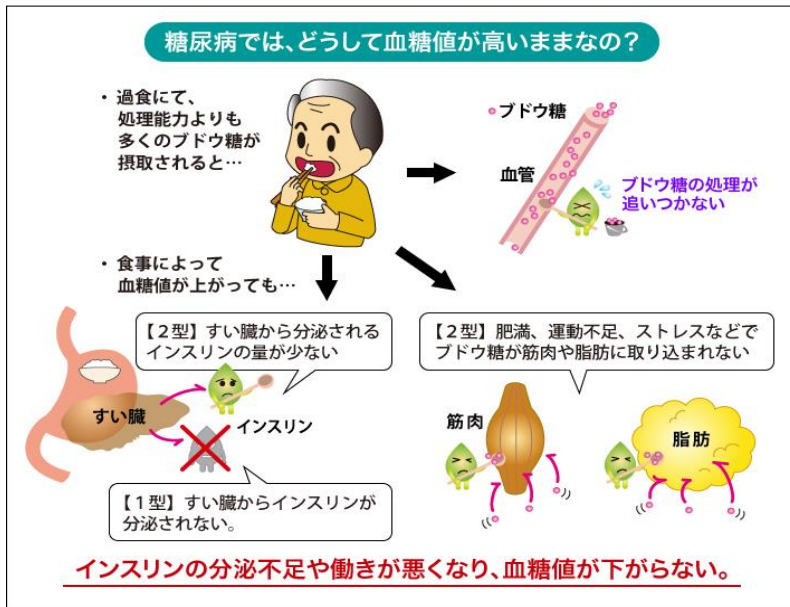 糖尿病では、どうして血糖値が高いままなの？
・ 過食にて、
処理能力よりも
多くのブドウ糖が
摂取されると…
ブドウ糖
血管
ブドウ糖の処理が
追いつかない
・ 食事によって
血糖値が上がっても…
【２型】すい臓から分泌される
インスリンの量が少ない
すい臓
インスリン
【１型】すい臓からインスリンが
分泌されない。
【２型】肥満、運動不足、ストレスなどで
ブドウ糖が筋肉や脂肪に取り込まれない
筋肉
脂肪
インスリンの分泌不足や働きが悪くなり、血糖値が下がらない。